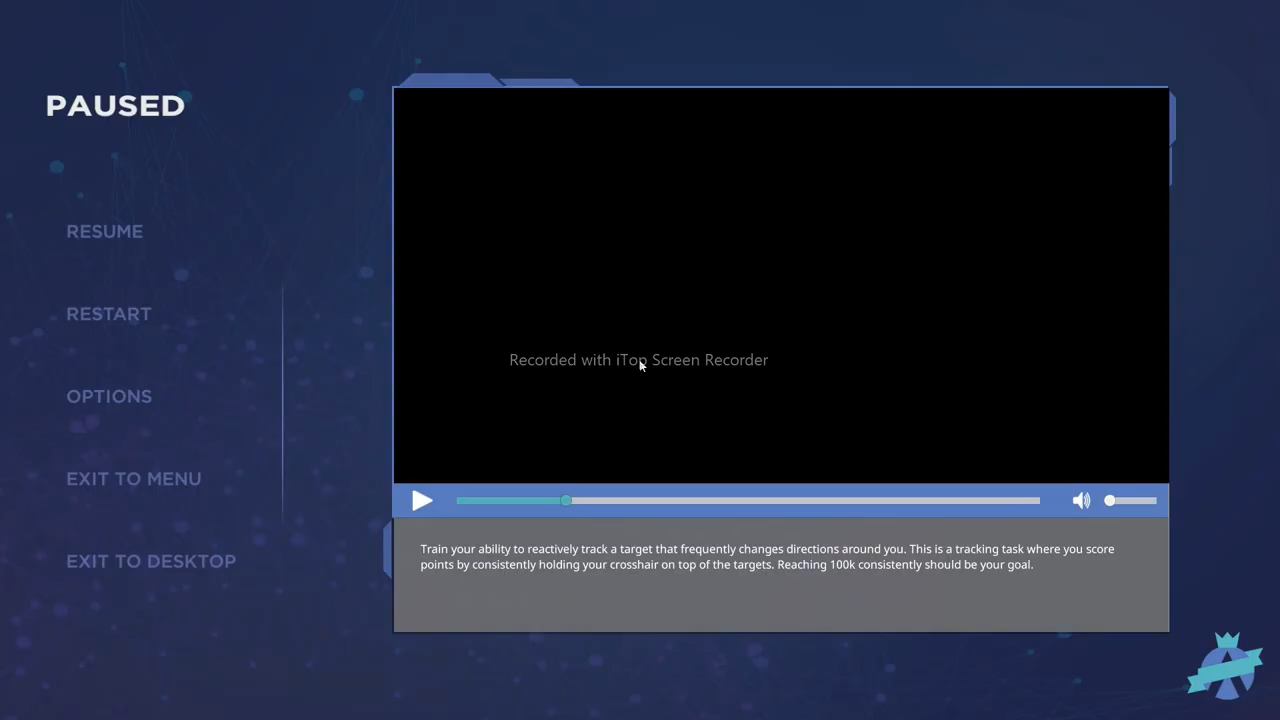 PAUSED
RESUME
RESTART
OPTIONS
EXIT TO MENU
EXIT TO DESKTOP
Recorded with iTop Screen Recorder
Train your ability to reactively track a target that frequently changes directions around you. This is a tracking task where you score
points by consistently holding your crosshair on top of the targets. Reaching 100k consistently should be your goal.